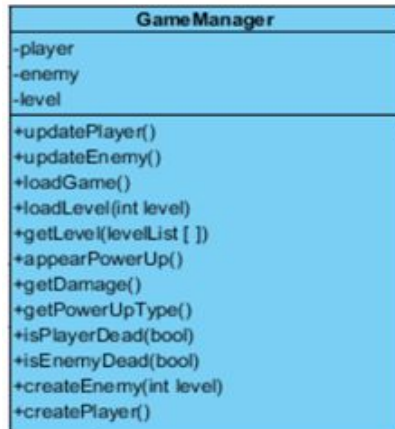 GameManager
-player
-enemy
-level
+updatePlayer()
+updateEnemy()
+loadGame()
+loadLevel(int level)
+getLevel(levelList [ ])
+appearPowerUp()
+getDamage()
+getPowerUpType()
+isPlayerDead(bool)
+isEnemyDead(bool)
+createEnemy(int level)
+createPlayer()